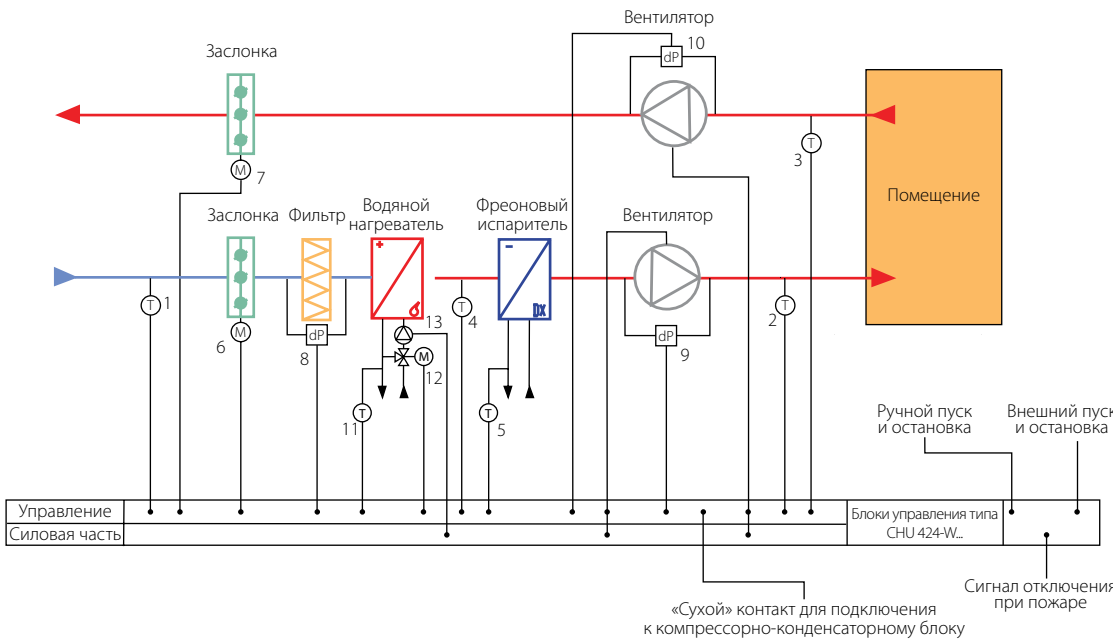 Вентилятор
10
dP
Заслонка
T
3
M
7
Помещение
Заслонка
Фильтр
Водяной
нагреватель
Фреоновый
испаритель
Вентилятор
+
–
Dx
T
1
M
6
dP
8
13
M
12
T
4
T
11
T
5
dP
9
T
2
Ручной пуск
и остановка
Внешний пуск
и остановка
Управление
Силовая часть
Блоки управления типа
CHU 424-W...
«Сухой» контакт для подключения
к компрессорно-конденсаторному блоку
Сигнал отключения
при пожаре